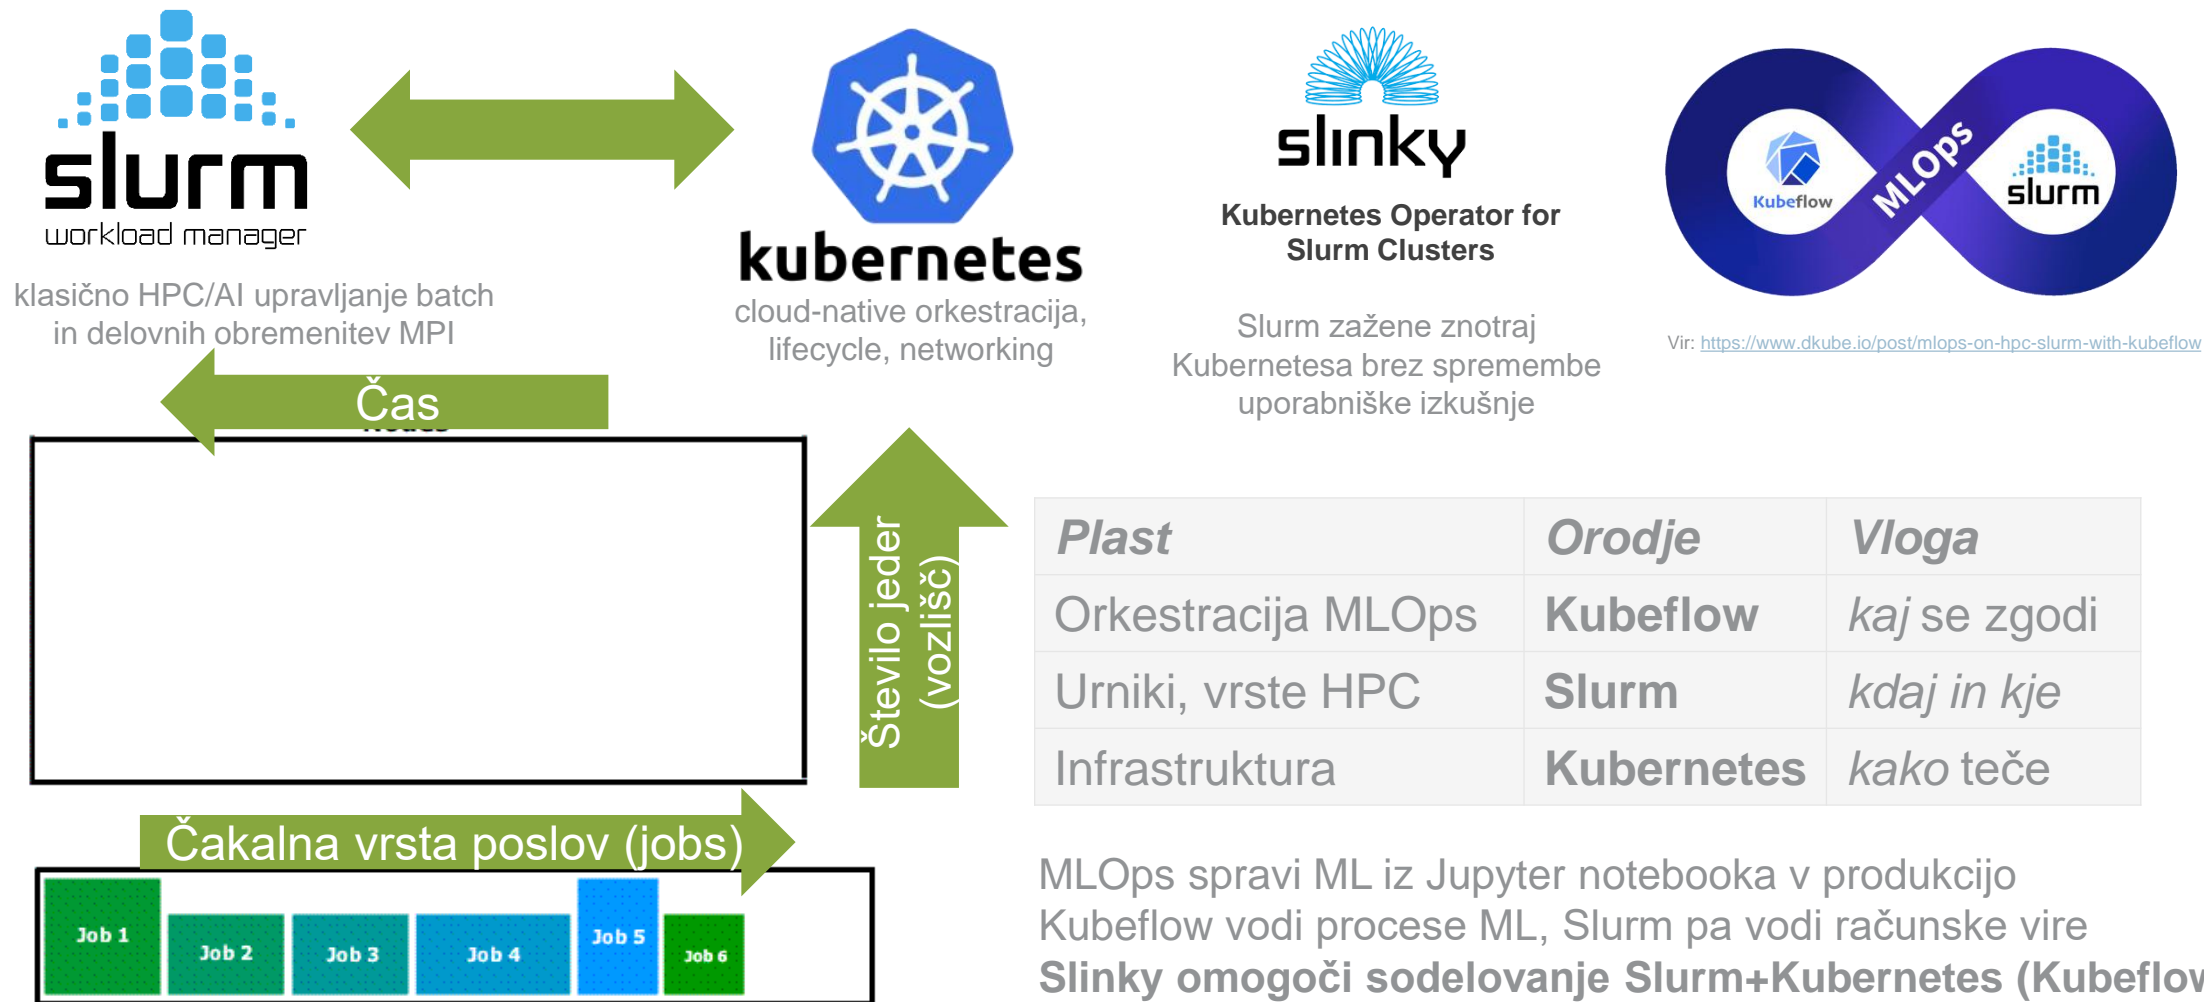 slurm
workload manager
klasično HPC/AI upravljanje batch
in delovnih obremenitev MPI
kubernetes
cloud-native orkestracija,
lifecycle, networking
slinky
Kubernetes Operator for
Slurm Clusters
Slurm zažene znotraj
Kubernetesa brez spremembe
uporabniške izkušnje
Kubeflow
MLOps
slurm
Vir: https://www.dkube.io/post/mlops-on-hpc-slurm-with-kubeflow
Čas
Število jeder
(vozlišč)
Čakalna vrsta poslov (jobs)
Job 1
Job 2
Job 3
Job 4
Job 5
Job 6
Plast Orodje Vloga
Orkestracija MLOps Kubeflow kaj se zgodi
Urniki, vrste HPC Slurm kdaj in kje
Infrastruktura Kubernetes kako teče
MLOps spravi ML iz Jupyter notebooka v produkcijo
Kubeflow vodi procese ML, Slurm pa vodi računske vire
Slinky omogoči sodelovanje Slurm+Kubernetes (Kubeflow